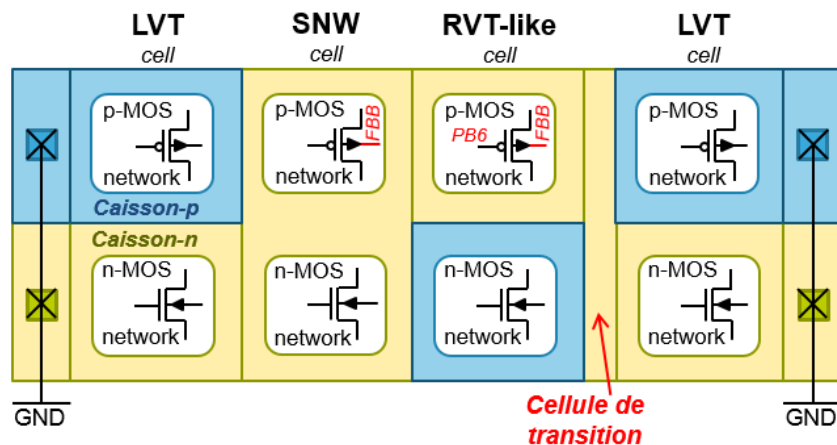 LVT SNW RVT-like LVT
cell cell cell cell
p-MOS p-MOS p-MOS p-MOS
FBB PB6 FBB
network network network network
Caisson-p
Caisson-n
n-MOS n-MOS n-MOS n-MOS
network network network network
GND GND
Cellule de
transition